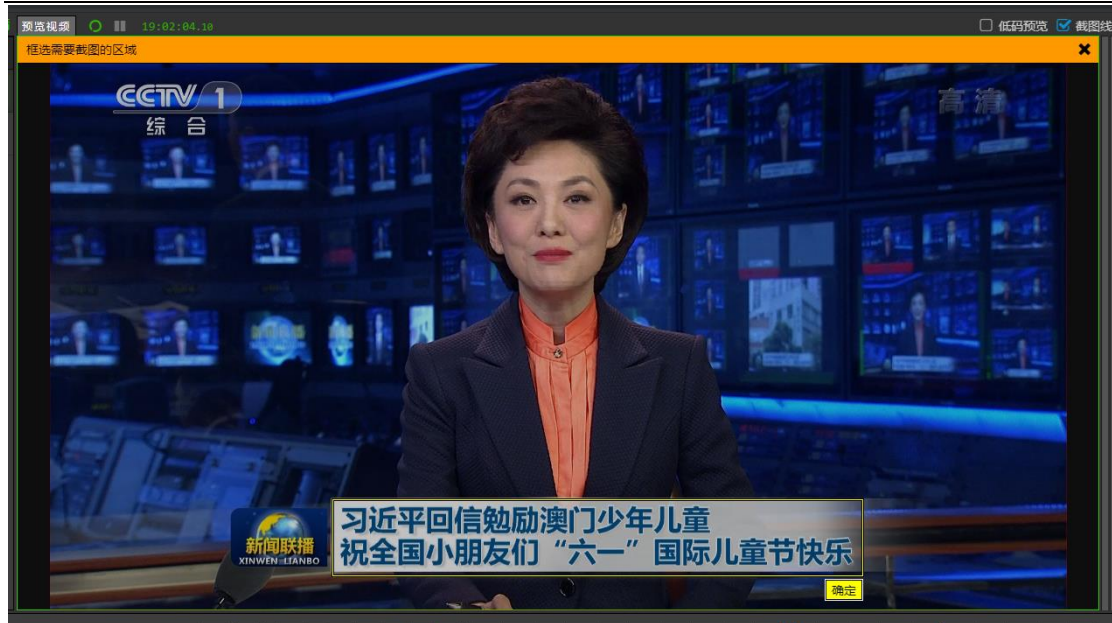 预览视频 19:02:04.10 低码预览 截图线
框选需要截图的区域
CCTV 1
综 合
高清
习近平回信勉励澳门少年儿童
祝全国小朋友们“六一”国际儿童节快乐
新闻联播
XINWEN LIANBO
确定